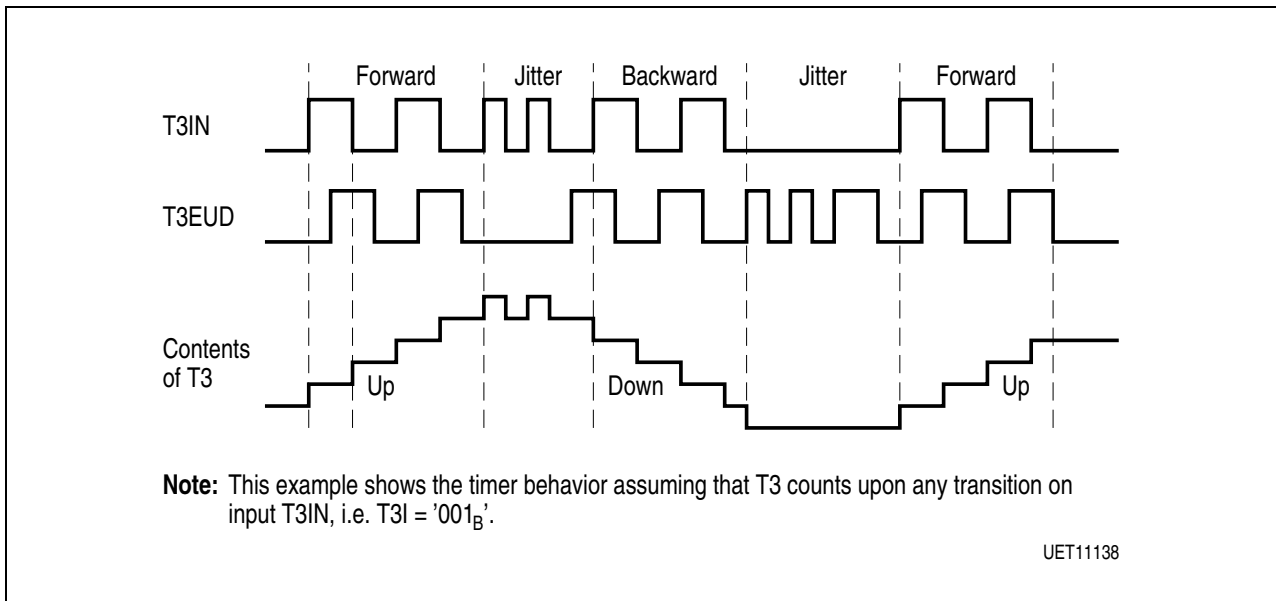 Forward Jitter Backward Jitter Forward
T3IN
T3EUD
Contents
of T3
Up Down Up
Note: This example shows the timer behavior assuming that T3 counts upon any transition on
input T3IN, i.e. T3I = ’001B’.
UET11138